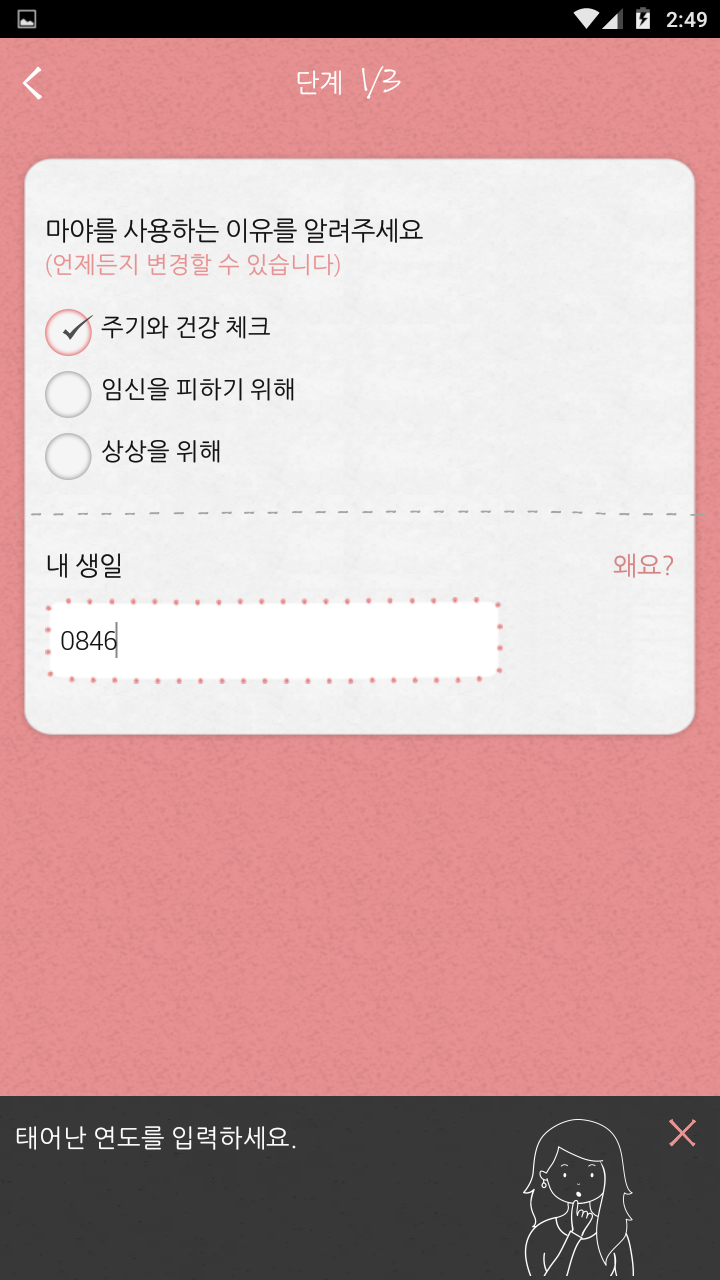 2:49
단계 1/3
마야를 사용하는 이유를 알려주세요
(언제든지 변경할 수 있습니다)
주기와 건강 체크
임신을 피하기 위해
상상을 위해
내 생일
왜요?
0846
태어난 연도를 입력하세요.